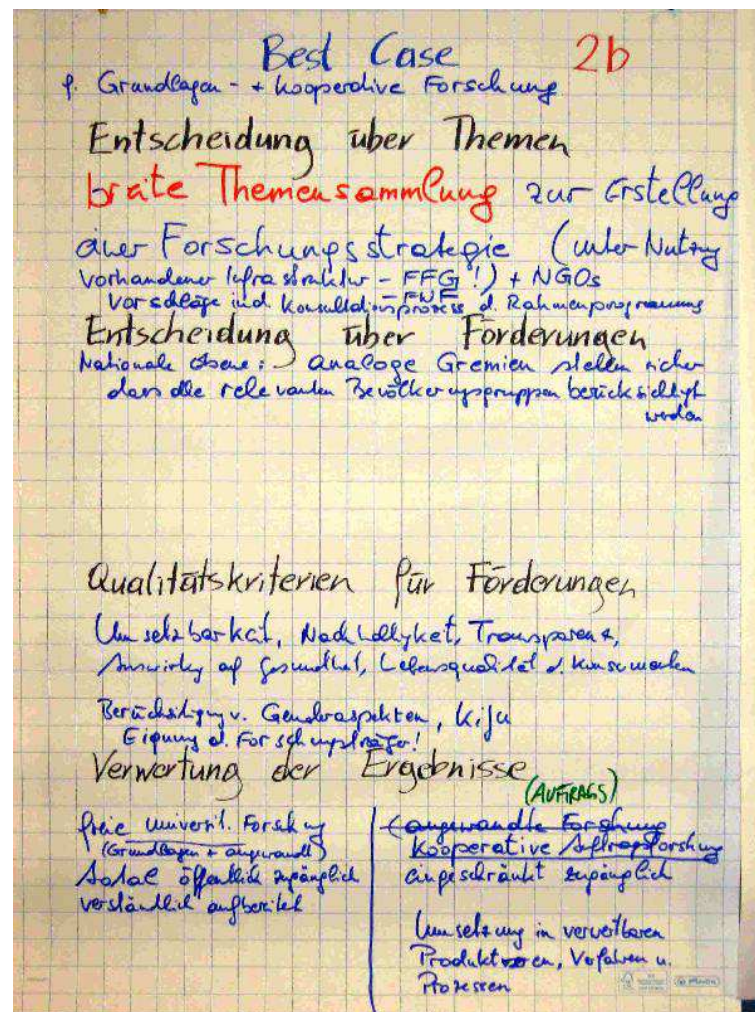 Best Case 2b
f. Grundlagen- + kooperative Forschung
Entscheidung über Themen
breite Themensammlung zur Erstellung
einer Forschungsstrategie (unter Nutzung
vorhandener Infrastruktur - FFG!) + NGOs
- FWF
Vorschläge incl. Konsultationsprozess d. Rahmenprogramms
Entscheidung über Förderungen
Nationale Ebene: analoge Gremien stellen sicher
dass alle relevanten Bevölkerungsgruppen berücksichtigt
werden
Qualitätskriterien für Förderungen
Umsetzbarkeit, Nachhaltigkeit, Transparenz,
Auswirkg auf Gesundheit, Lebensqualität d. Konsumenten
Berücksichtigung v. Genderaspekten, KiJu
Eignung d. Forschungsträger!
Verwertung der Ergebnisse
(AUFTRAGS)
freie universit. Forschung
(Grundlagen + angewandt)
total öffentlich zugänglich
verständlich aufbereitet
(angewandte Forschung
Kooperative Auftragsforschung
eingeschränkt zugänglich
Umsetzung in verwertbaren
Produkten, Verfahren u.
Prozessen